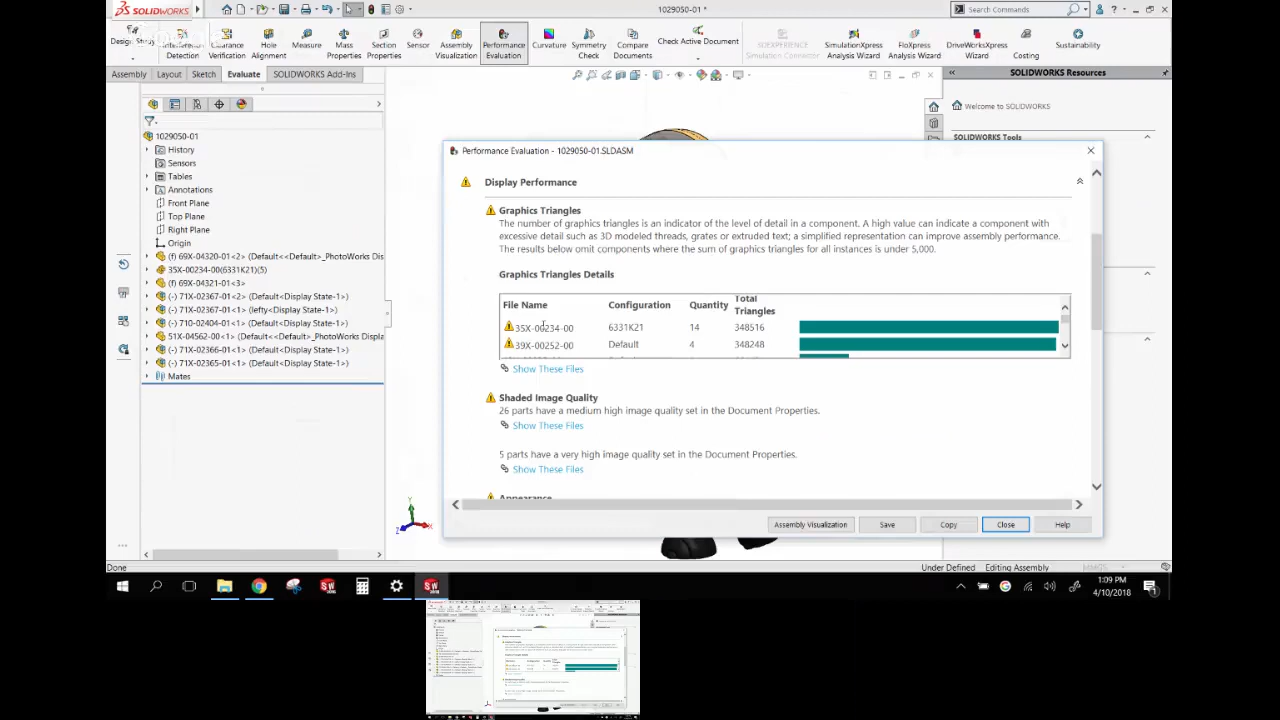 SOLIDWORKS
1029050-01 *
Search Commands
Design Study
Interference Detection
Clearance Verification
Hole Alignment
Measure
Mass Properties
Section Properties
Sensor
Assembly Visualization
Performance Evaluation
Curvature
Symmetry Check
Compare Documents
Check Active Document
3DEXPERIENCE Simulation Connector
SimulationXpress Analysis Wizard
FloXpress Analysis Wizard
DriveWorksXpress Wizard
Costing
Sustainability
Assembly
Layout
Sketch
Evaluate
SOLIDWORKS Add-Ins
SOLIDWORKS Resources
Welcome to SOLIDWORKS
SOLIDWORKS Tools
1029050-01
History
Sensors
Tables
Annotations
Front Plane
Top Plane
Right Plane
Origin
(f) 69X-04320-01<2> (Default<<Default>_PhotoWorks Dis
35X-00234-00(6331K21)(5)
(f) 69X-04321-01 <3>
(-) 71X-02367-01<2> (Default<Display State-1>)
(-) 71X-02367-01<1> (lefty<Display State-1>)
(-) 710-02404-01<1> (Default<Display State-1>)
51X-04562-00<1> (Default<<Default>_PhotoWorks Dis
(-) 71X-02366-01<1> (Default<Display State-1>)
(-) 71X-02365-01<1> (Default<Display State-1>)
Mates
Performance Evaluation - 1029050-01.SLDASM
Display Performance
Graphics Triangles
The number of graphics triangles is an indicator of the level of detail in a component. A high value can indicate a component with
excessive detail such as 3D modeled threads, grates or extruded text; a simplified representation can improve assembly performance.
The results below omit components where the sum of graphics triangles for all instances is under 5,000.
Graphics Triangles Details
File Name Configuration Quantity Total Triangles
35X-00234-00 6331K21 14 348516
39X-00252-00 Default 4 348248
Show These Files
Shaded Image Quality
26 parts have a medium high image quality set in the Document Properties.
Show These Files
5 parts have a very high image quality set in the Document Properties.
Show These Files
Appearance
Assembly Visualization
Save
Copy
Close
Help
Done
Under Defined
Editing Assembly
MMGS
1:09 PM
4/10/2018